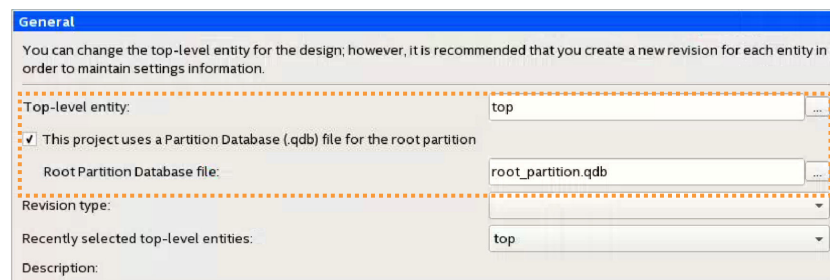 General
You can change the top-level entity for the design; however, it is recommended that you create a new revision for each entity in
order to maintain settings information.
Top-level entity: top ...
This project uses a Partition Database (.qdb) file for the root partition
Root Partition Database file: root_partition.qdb ...
Revision type:
Recently selected top-level entities: top
Description: